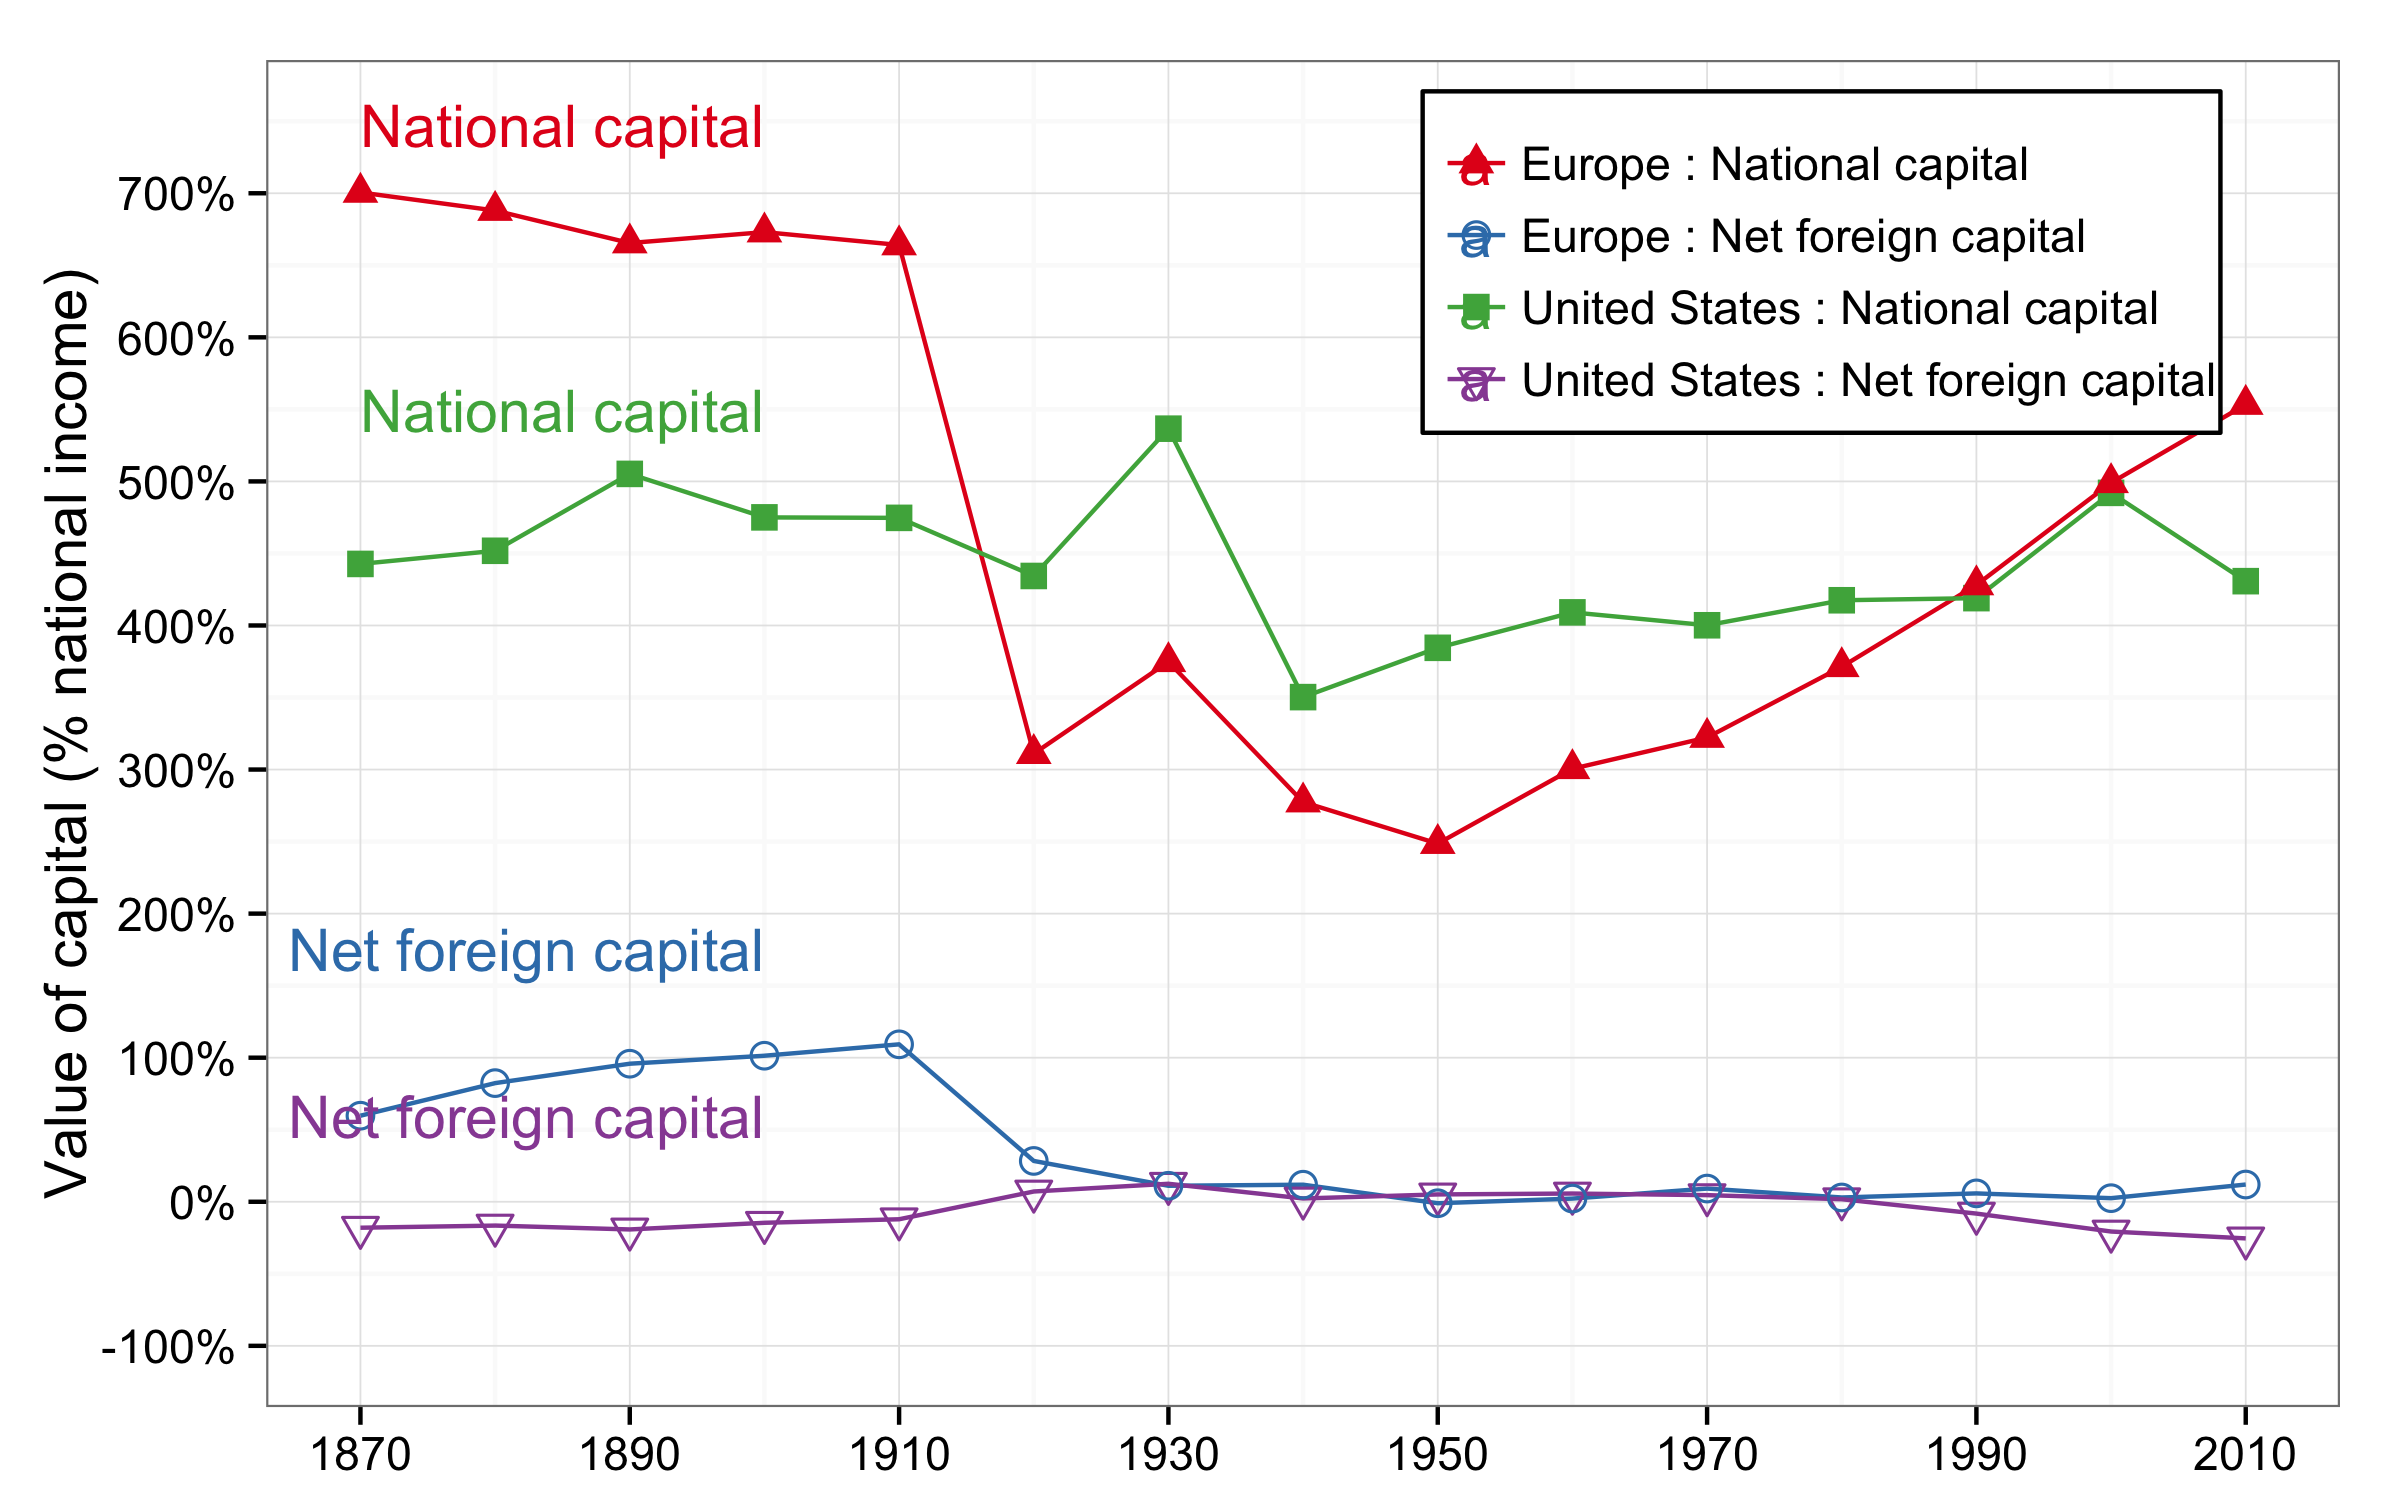 National capital
National capital
Net foreign capital
Net foreign capital
a Europe : National capital
a Europe : Net foreign capital
a United States : National capital
a United States : Net foreign capital
Value of capital (% national income)
700%
600%
500%
400%
300%
200%
100%
0%
-100%
1870 1890 1910 1930 1950 1970 1990 2010